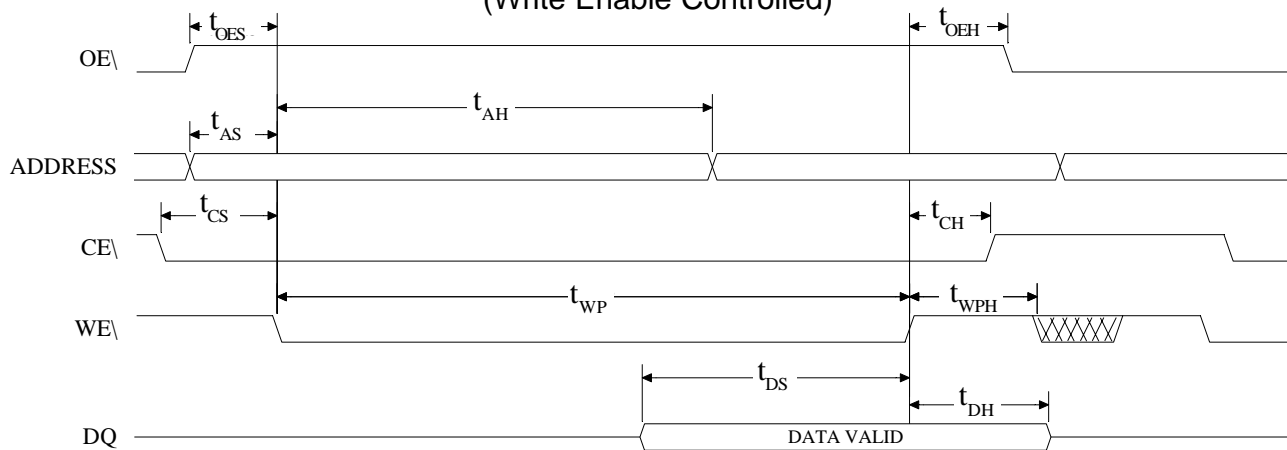 (Write Enable Controlled)
tOES tOEH
OE\
tAH
tAS
ADDRESS
tCS tCH
CE\
tWP tWPH
WE\
tDS
tDH
DQ DATA VALID